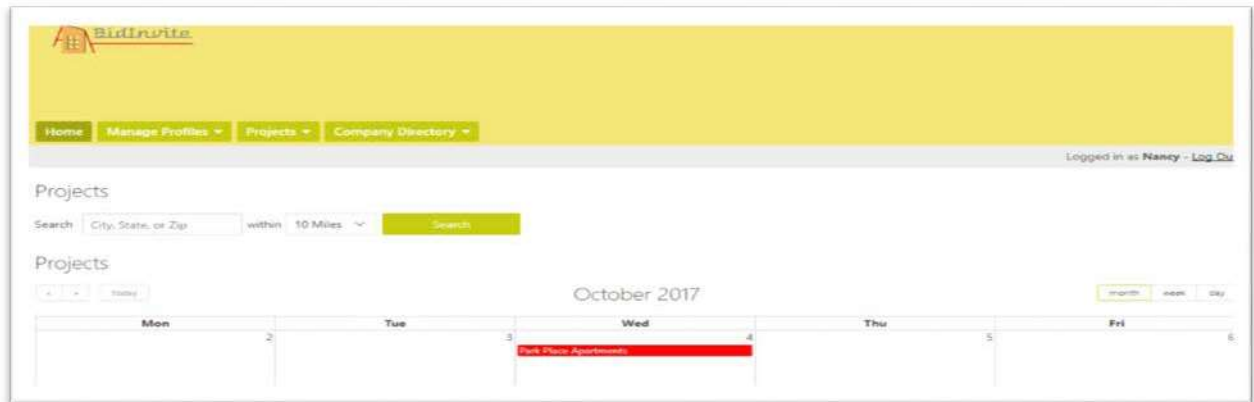 BidInvite
Home Manage Profiles Projects Company Directory
Logged in as Nancy - Log Ou
Projects
Search City, State, or Zip within 10 Miles Search
Projects
Today October 2017 month week day
Mon Tue Wed Thu Fri
2 3 4 5 6
Park Place Apartments